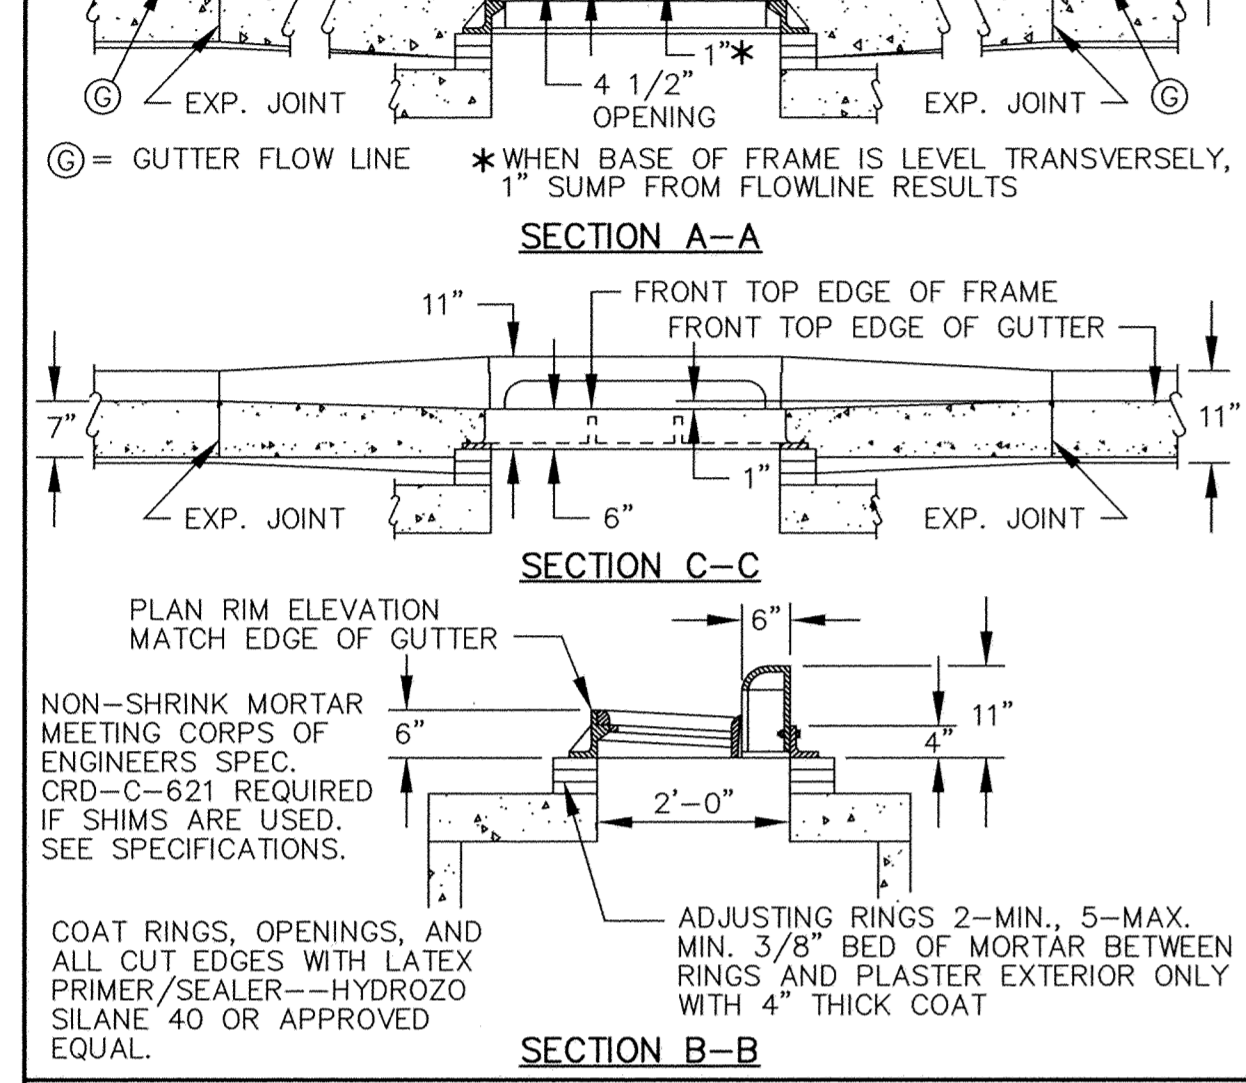 1”*
4 1/2”
OPENING
G
EXP. JOINT
EXP. JOINT
G
G = GUTTER FLOW LINE
* WHEN BASE OF FRAME IS LEVEL TRANSVERSELY,
1” SUMP FROM FLOWLINE RESULTS
SECTION A-A
11”
FRONT TOP EDGE OF FRAME
FRONT TOP EDGE OF GUTTER
7”
11”
1”
6”
EXP. JOINT
EXP. JOINT
SECTION C-C
PLAN RIM ELEVATION
MATCH EDGE OF GUTTER
6”
NON-SHRINK MORTAR
MEETING CORPS OF
ENGINEERS SPEC.
CRD-C-621 REQUIRED
IF SHIMS ARE USED.
SEE SPECIFICATIONS.
6”
11”
4”
2’-0”
COAT RINGS, OPENINGS, AND
ALL CUT EDGES WITH LATEX
PRIMER/SEALER--HYDROZO
SILANE 40 OR APPROVED
EQUAL.
ADJUSTING RINGS 2-MIN., 5-MAX.
MIN. 3/8” BED OF MORTAR BETWEEN
RINGS AND PLASTER EXTERIOR ONLY
WITH 4” THICK COAT
SECTION B-B